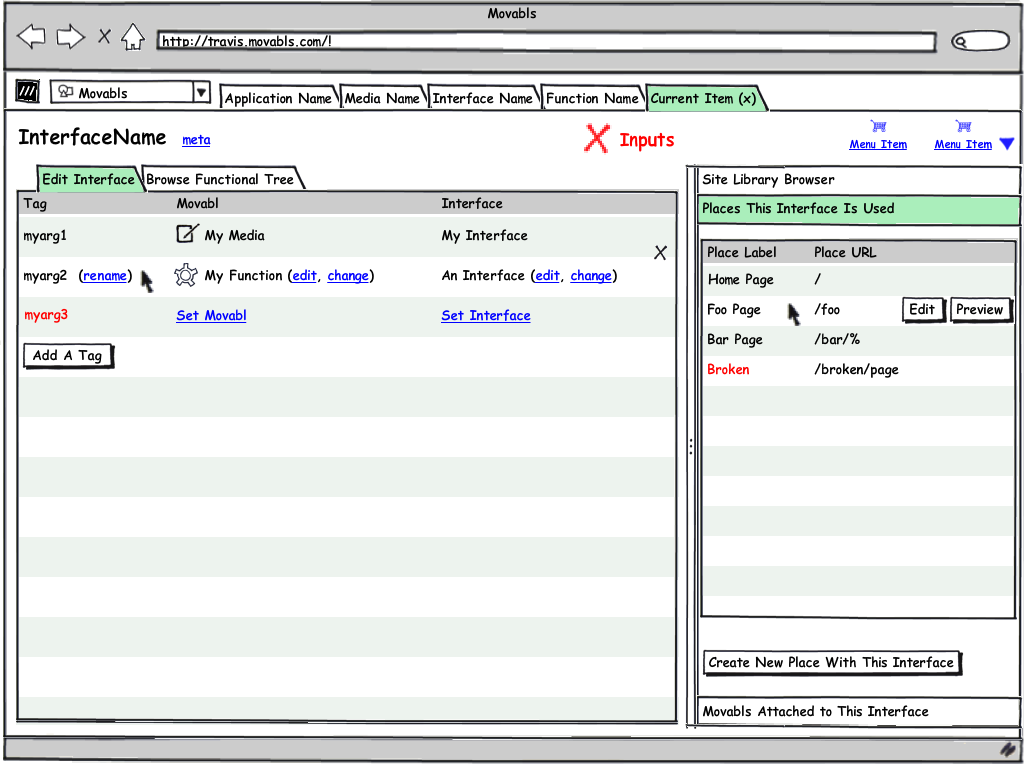 Movabls
http://travis.movabls.com/!
Movabls
Application Name
Media Name
Interface Name
Function Name
Current Item (x)
InterfaceName
meta
Inputs
Menu Item
Menu Item
Edit Interface
Browse Functional Tree
Tag Movabl Interface
myarg1 My Media My Interface
myarg2 (rename) My Function (edit, change) An Interface (edit, change)
X
myarg3 Set Movabl Set Interface
Add A Tag
Site Library Browser
Places This Interface Is Used
Place Label Place URL
Home Page /
Foo Page /foo Edit Preview
Bar Page /bar/%
Broken /broken/page
Create New Place With This Interface
Movabls Attached to This Interface